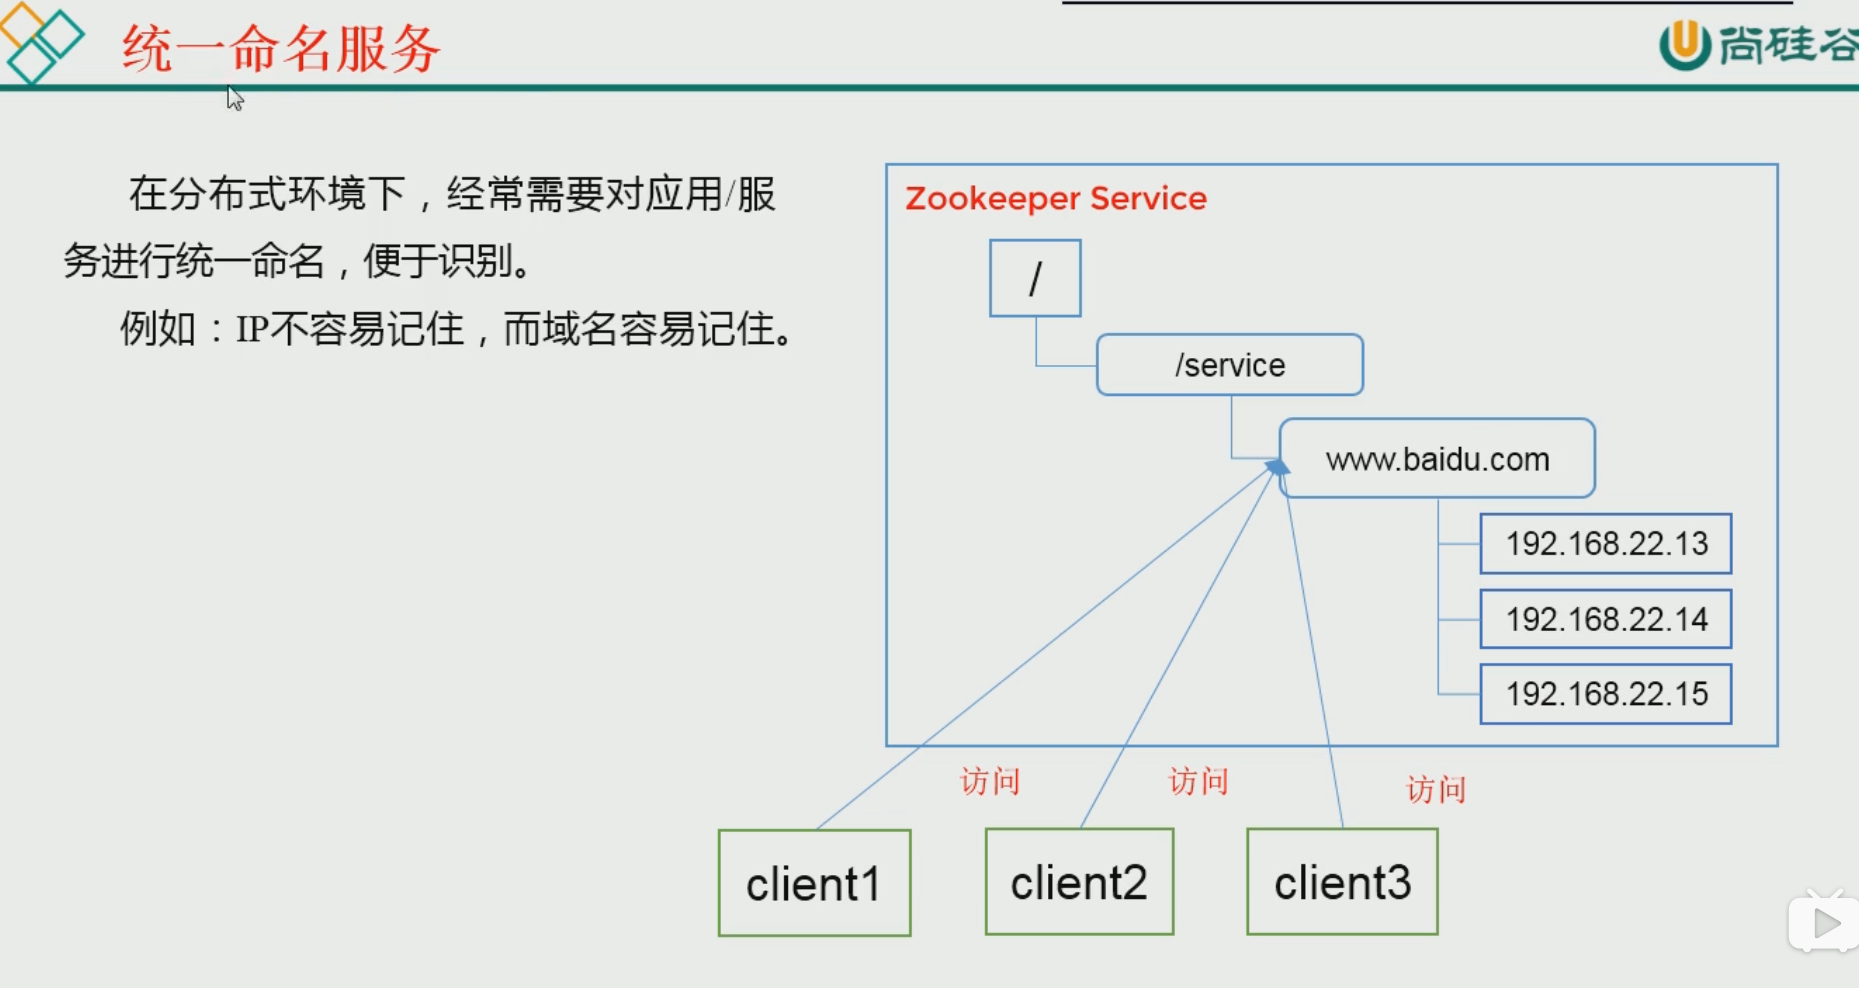 统一命名服务
尚硅谷
在分布式环境下，经常需要对应用/服
务进行统一命名，便于识别。
例如：IP不容易记住，而域名容易记住。
Zookeeper Service
/
/service
www.baidu.com
192.168.22.13
192.168.22.14
192.168.22.15
访问
访问
访问
client1
client2
client3